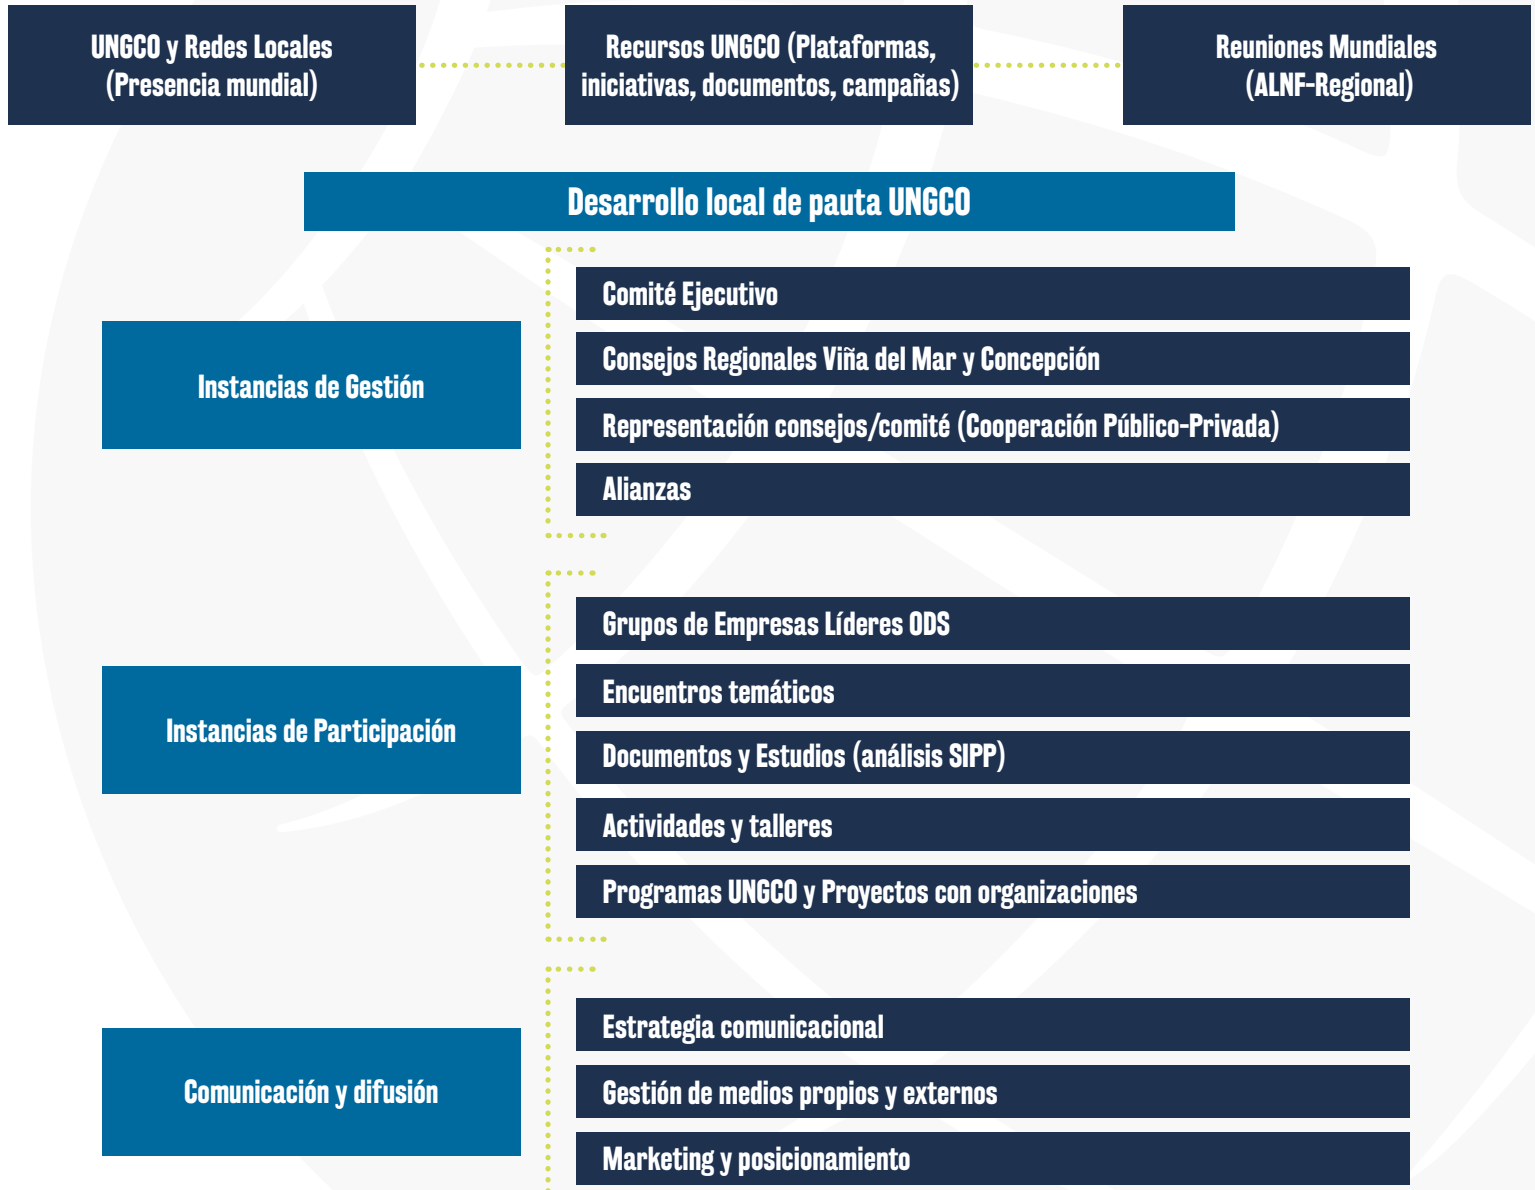 UNGCO y Redes Locales
(Presencia mundial)
Recursos UNGCO (Plataformas,
iniciativas, documentos, campañas)
Reuniones Mundiales
(ALNF-Regional)
Desarrollo local de pauta UNGCO
Instancias de Gestión
Comité Ejecutivo
Consejos Regionales Viña del Mar y Concepción
Representación consejos/comité (Cooperación Público-Privada)
Alianzas
Instancias de Participación
Grupos de Empresas Líderes ODS
Encuentros temáticos
Documentos y Estudios (análisis SIPP)
Actividades y talleres
Programas UNGCO y Proyectos con organizaciones
Comunicación y difusión
Estrategia comunicacional
Gestión de medios propios y externos
Marketing y posicionamiento